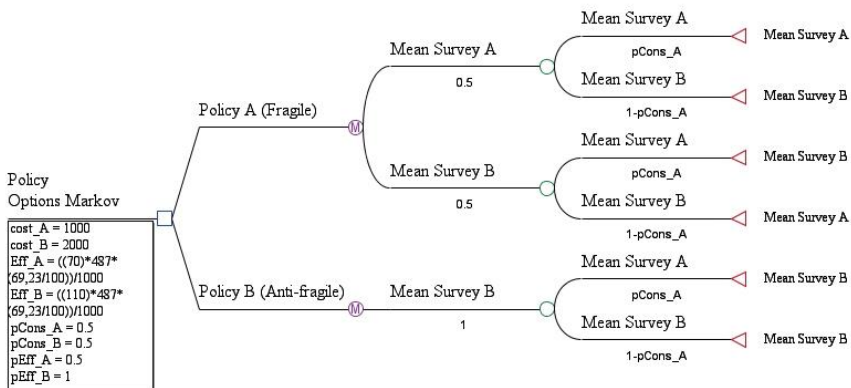 Mean Survey A
pCons_A
Mean Survey A
Mean Survey A
0.5
Mean Survey B
1-pCons_A
Mean Survey B
Policy A (Fragile)
M
Mean Survey A
pCons_A
Mean Survey B
Mean Survey B
0.5
Mean Survey B
1-pCons_A
Mean Survey A
Policy
Options Markov
cost_A = 1000
cost_B = 2000
Eff_A = ((70)*487*
(69,23/100))/1000
Eff_B = ((110)*487*
(69,23/100))/1000
pCons_A = 0.5
pCons_B = 0.5
pEff_A = 0.5
pEff_B = 1
Policy B (Anti-fragile)
M
Mean Survey B
1
Mean Survey A
pCons_A
Mean Survey B
Mean Survey B
1-pCons_A
Mean Survey B